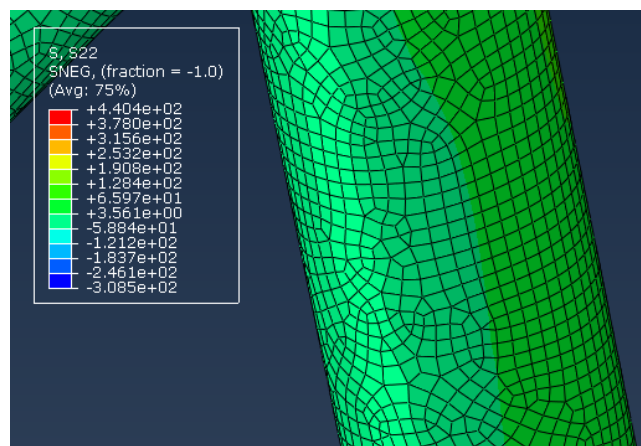 S, S22
SNEG, (fraction = -1.0)
(Avg: 75%)
+4.404e+02
+3.780e+02
+3.156e+02
+2.532e+02
+1.908e+02
+1.284e+02
+6.597e+01
+3.561e+00
-5.884e+01
-1.212e+02
-1.837e+02
-2.461e+02
-3.085e+02